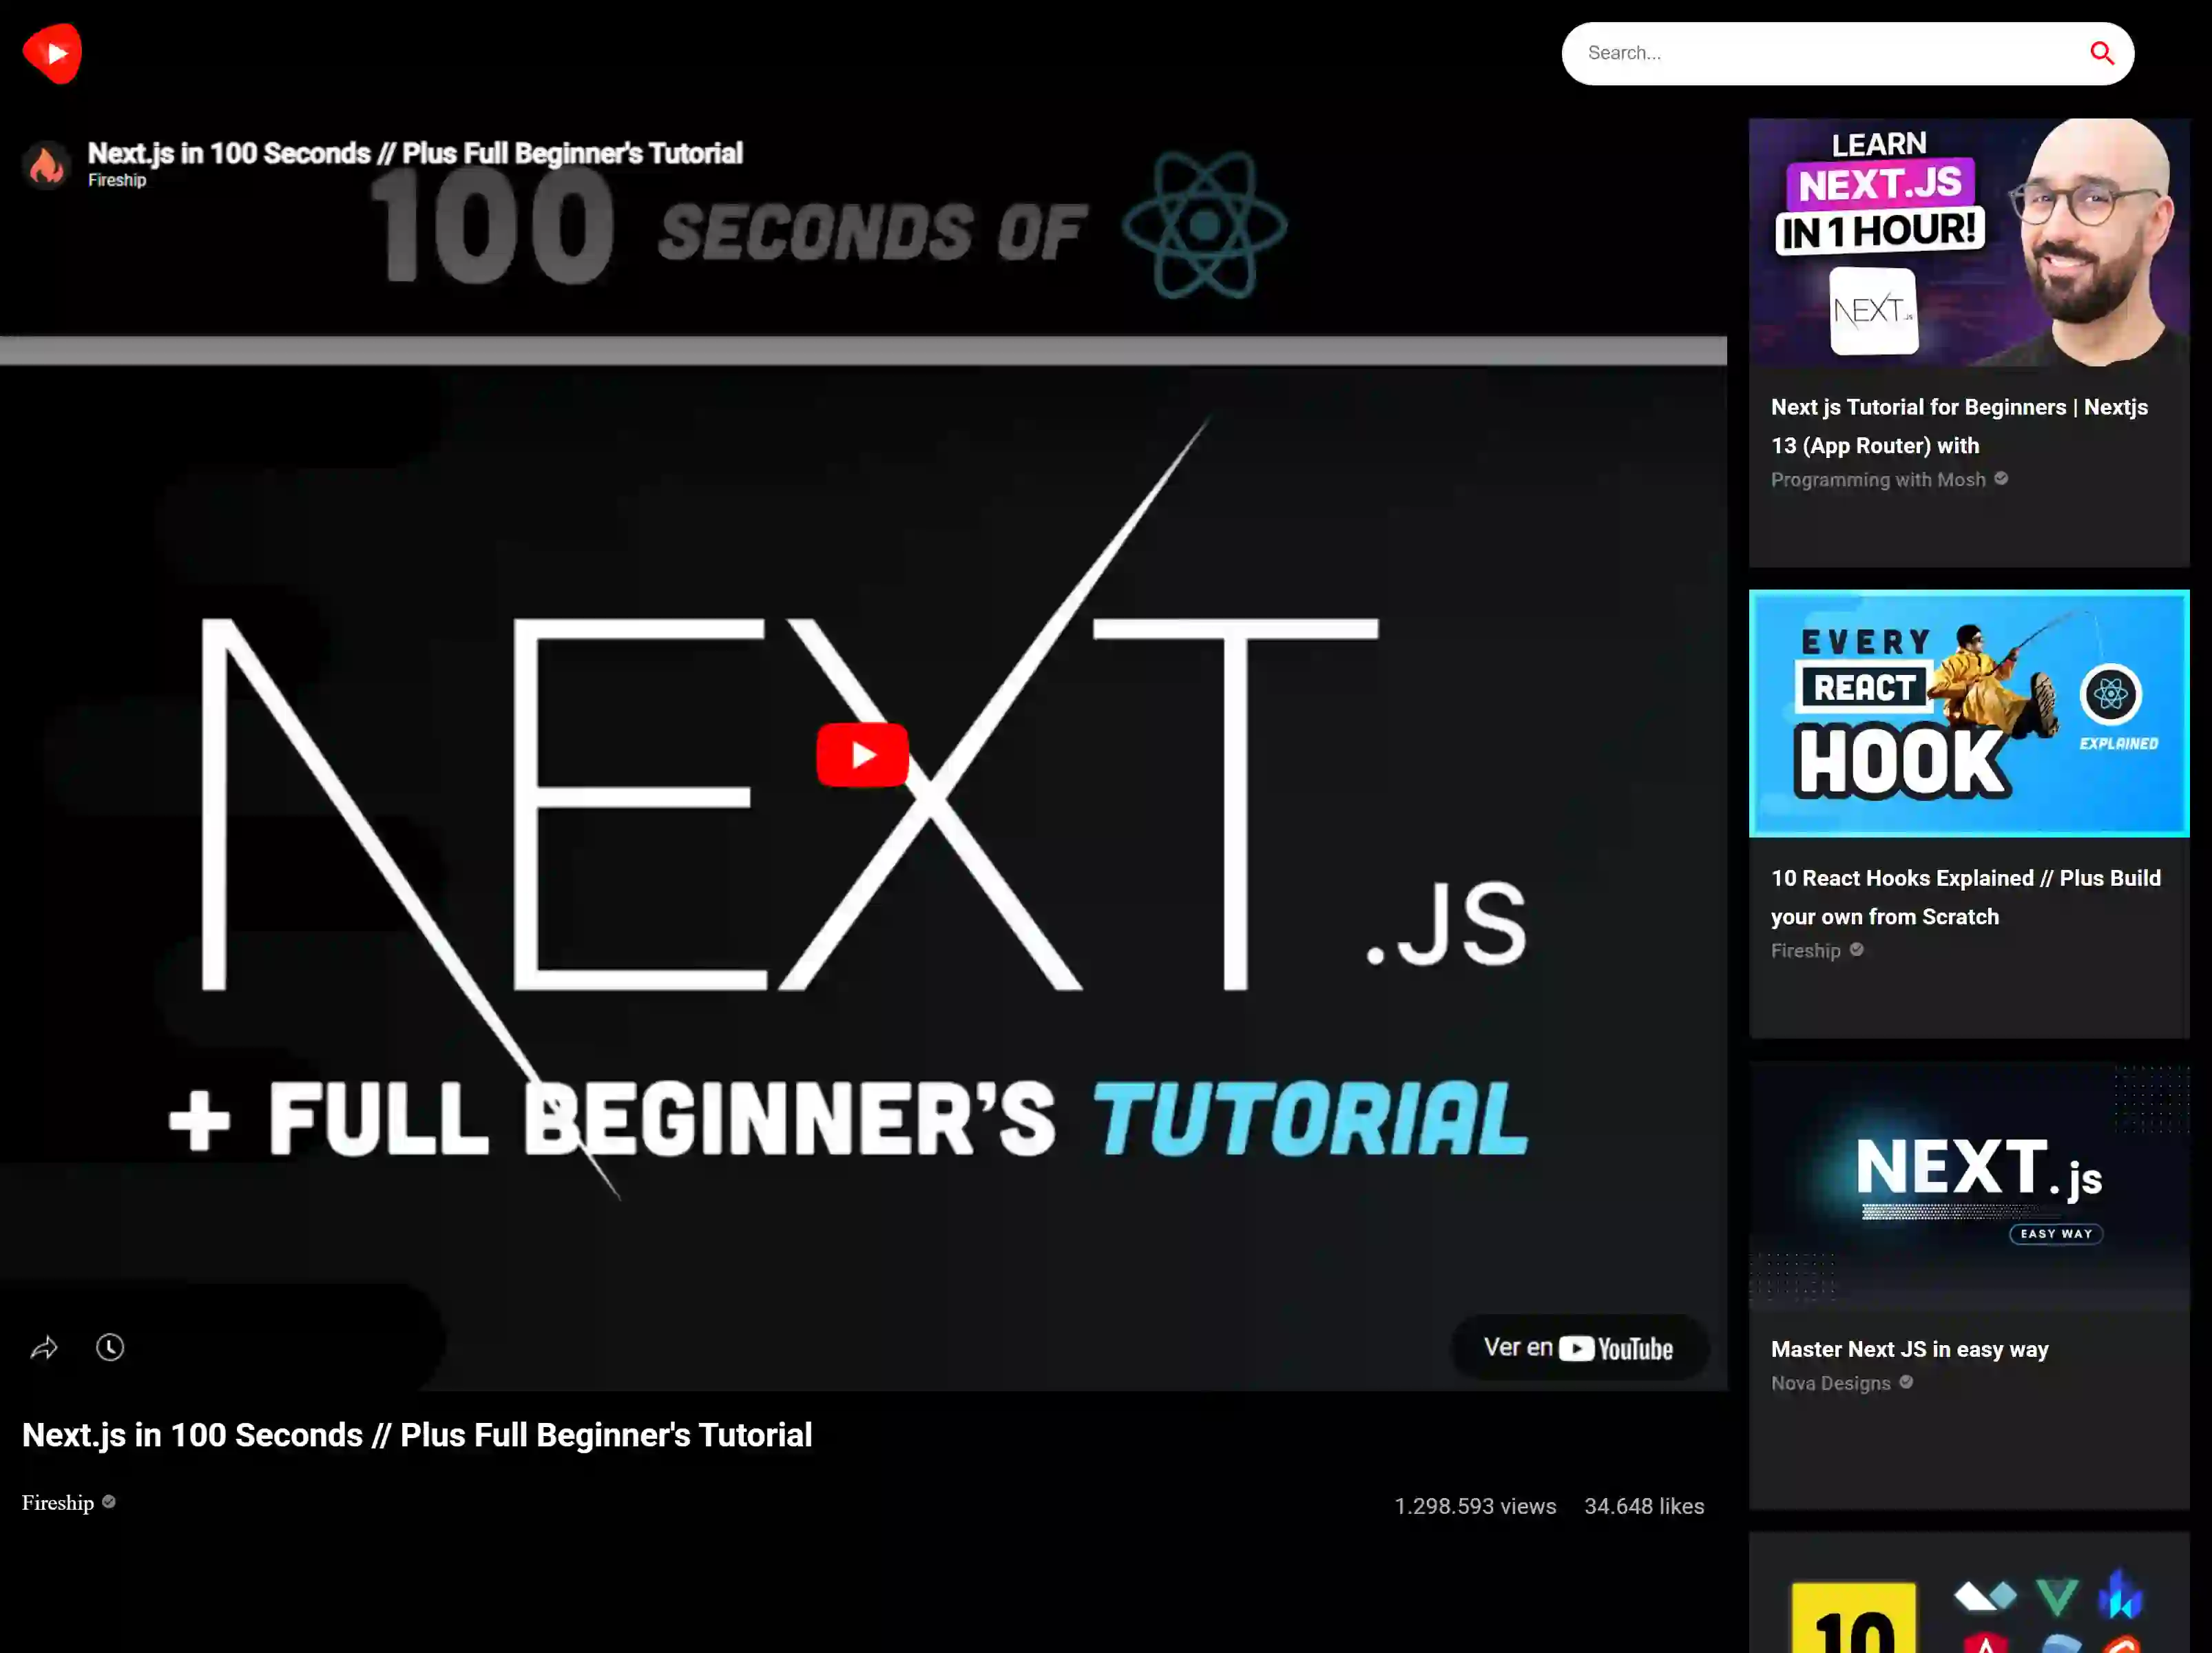 Search...
Next.js in 100 Seconds // Plus Full Beginner's Tutorial
Fireship
100 SECONDS OF
NEXT.JS
+ FULL BEGINNER'S TUTORIAL
Ver en YouTube
Next.js in 100 Seconds // Plus Full Beginner's Tutorial
Fireship
1.298.593 views 34.648 likes
LEARN
NEXT.JS
IN 1 HOUR!
NEXT.JS
Next js Tutorial for Beginners | Nextjs
13 (App Router) with
Programming with Mosh
EVERY
REACT
HOOK
EXPLAINED
10 React Hooks Explained // Plus Build
your own from Scratch
Fireship
NEXT.js
EASY WAY
Master Next JS in easy way
Nova Designs
10